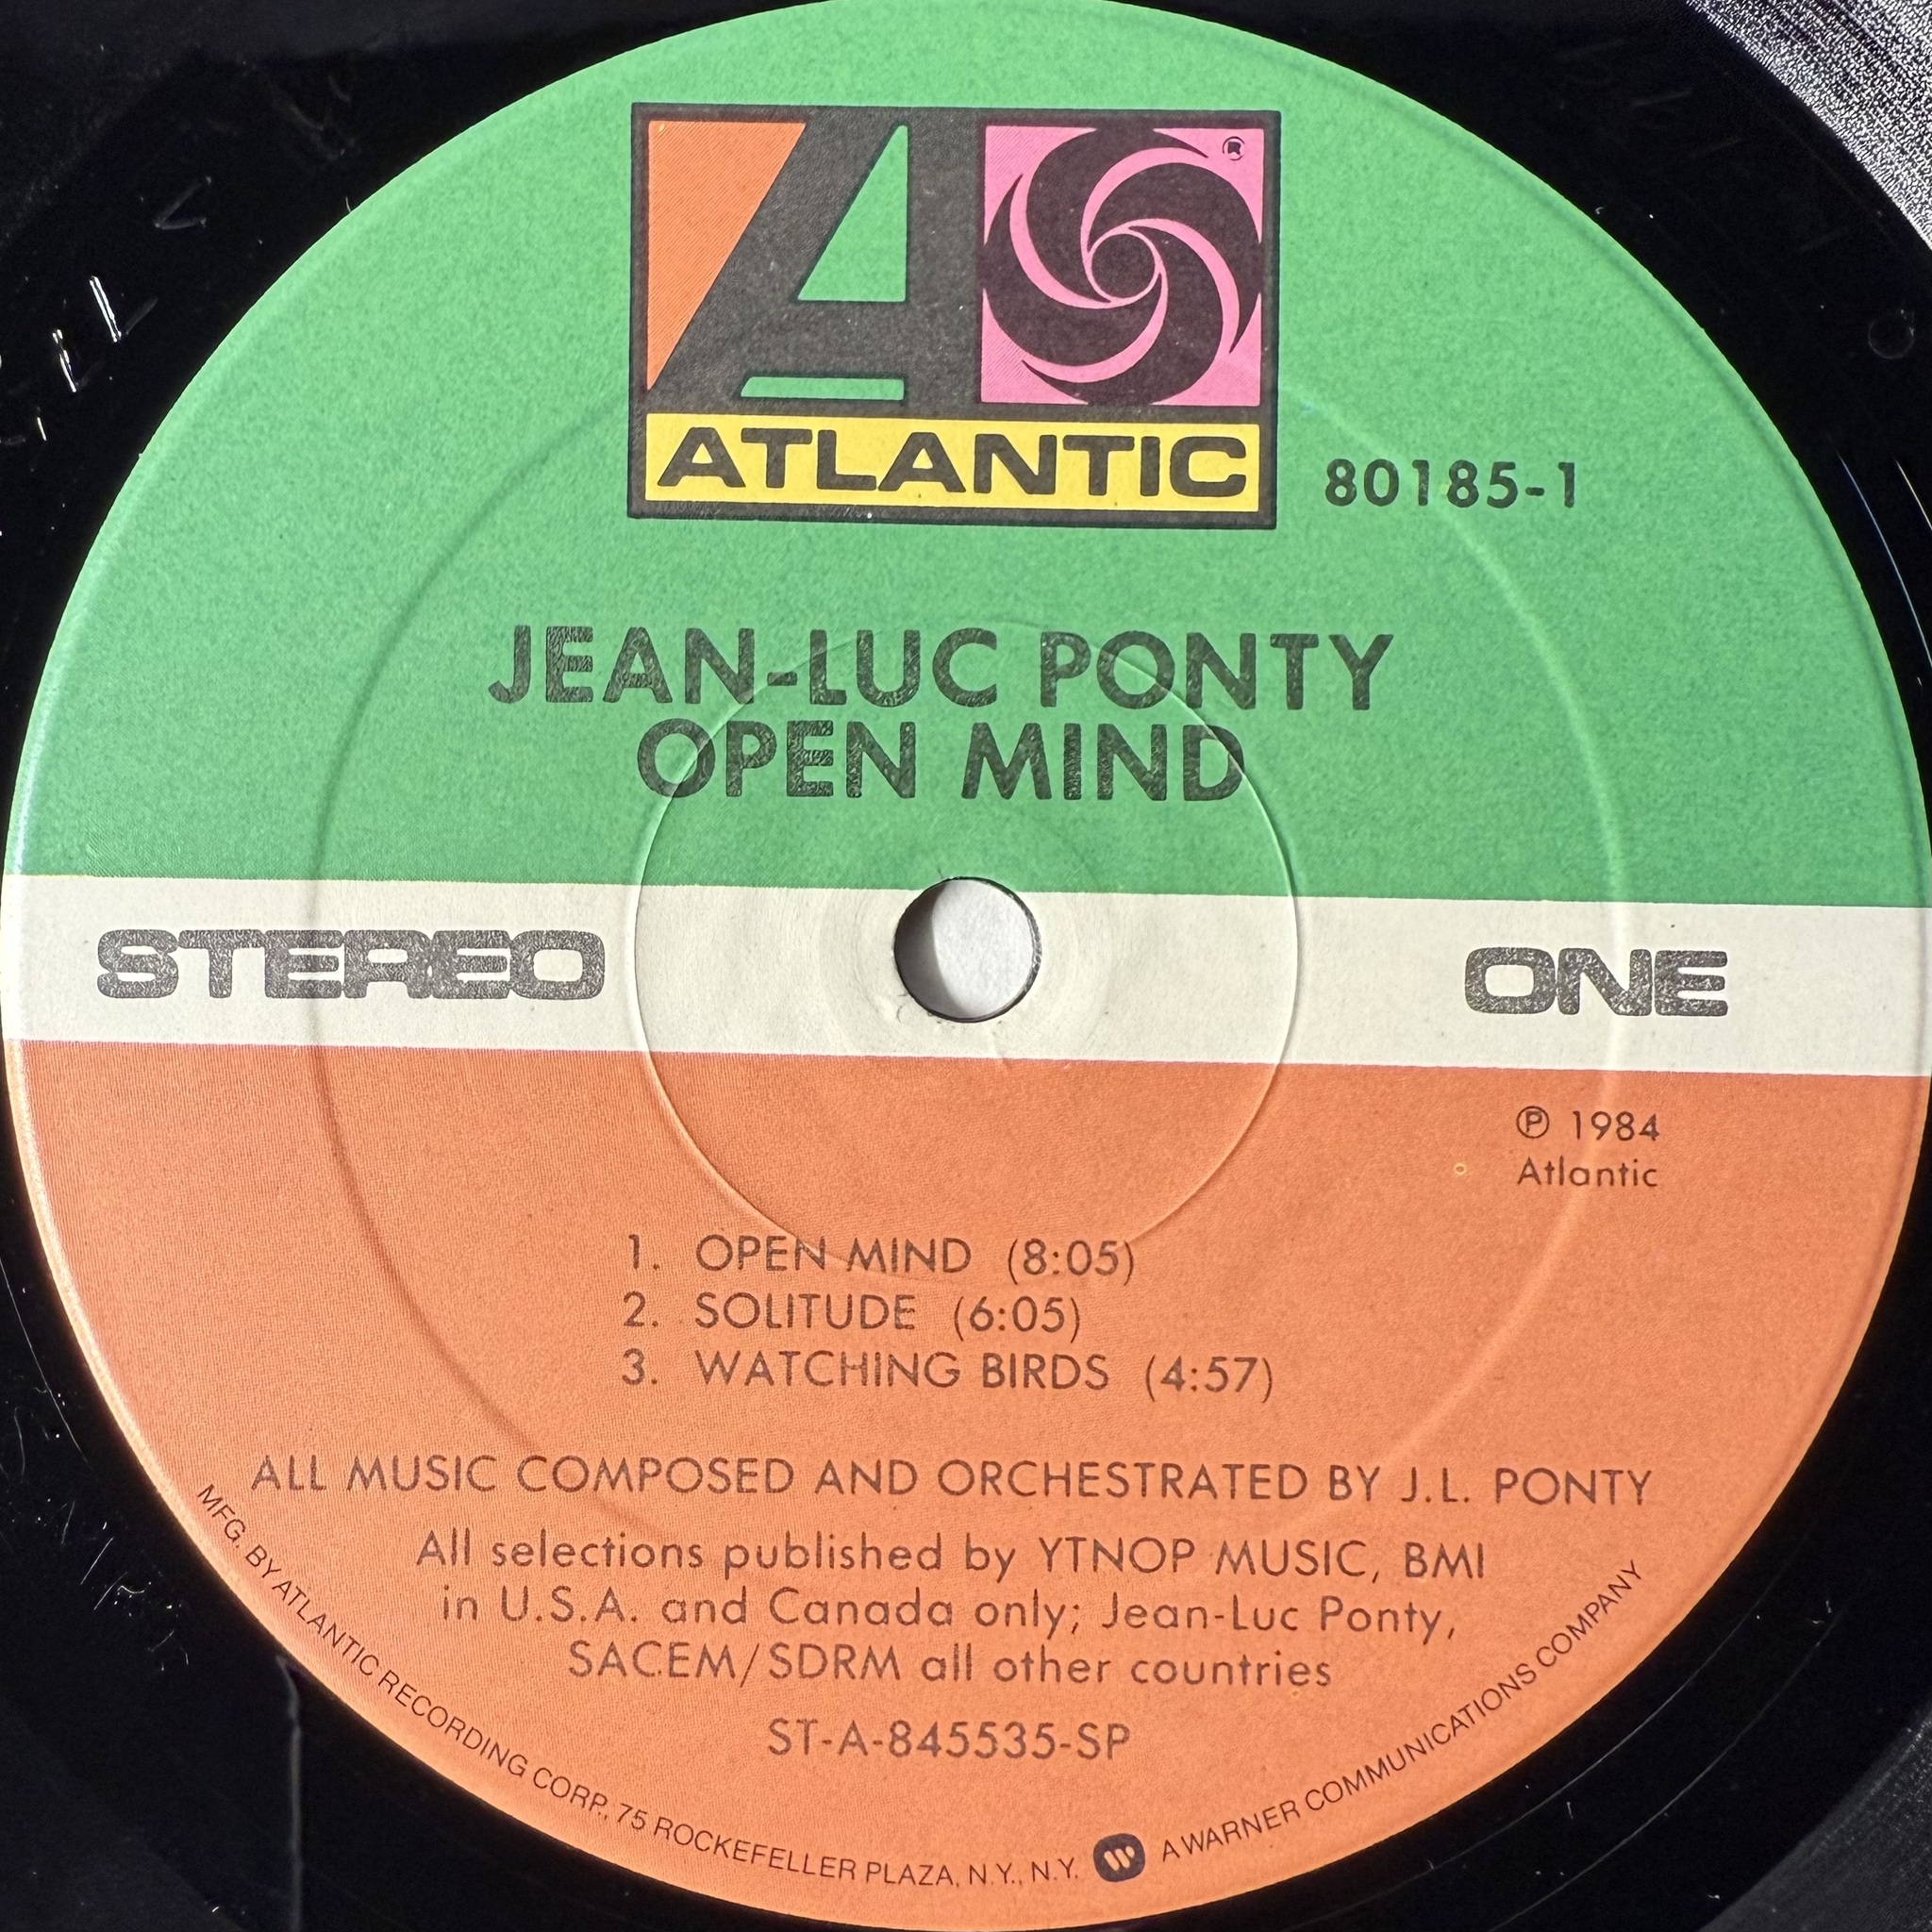 ATLANTIC
80185-1
JEAN-LUC PONTY
OPEN MIND
STEREO
ONE
℗ 1984
Atlantic
1. OPEN MIND (8:05)
2. SOLITUDE (6:05)
3. WATCHING BIRDS (4:57)
ALL MUSIC COMPOSED AND ORCHESTRATED BY J.L. PONTY
All selections published by YTNOP MUSIC, BMI
in U.S.A. and Canada only; Jean-Luc Ponty,
SACEM/SDRM all other countries
ST-A-845535-SP
MFG. BY ATLANTIC RECORDING CORP., 75 ROCKEFELLER PLAZA, N.Y., N.Y. A WARNER COMMUNICATIONS COMPANY